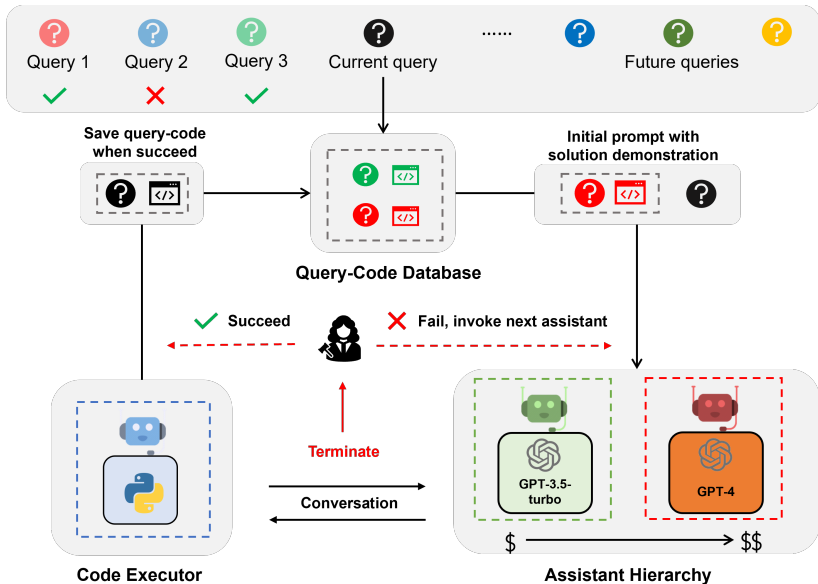 Query 1
Query 2
Query 3
Current query
......
Future queries
Save query-code
when succeed
Initial prompt with
solution demonstration
Query-Code Database
Succeed
Fail, invoke next assistant
Terminate
Conversation
GPT-3.5-
turbo
GPT-4
$
$$
Code Executor
Assistant Hierarchy